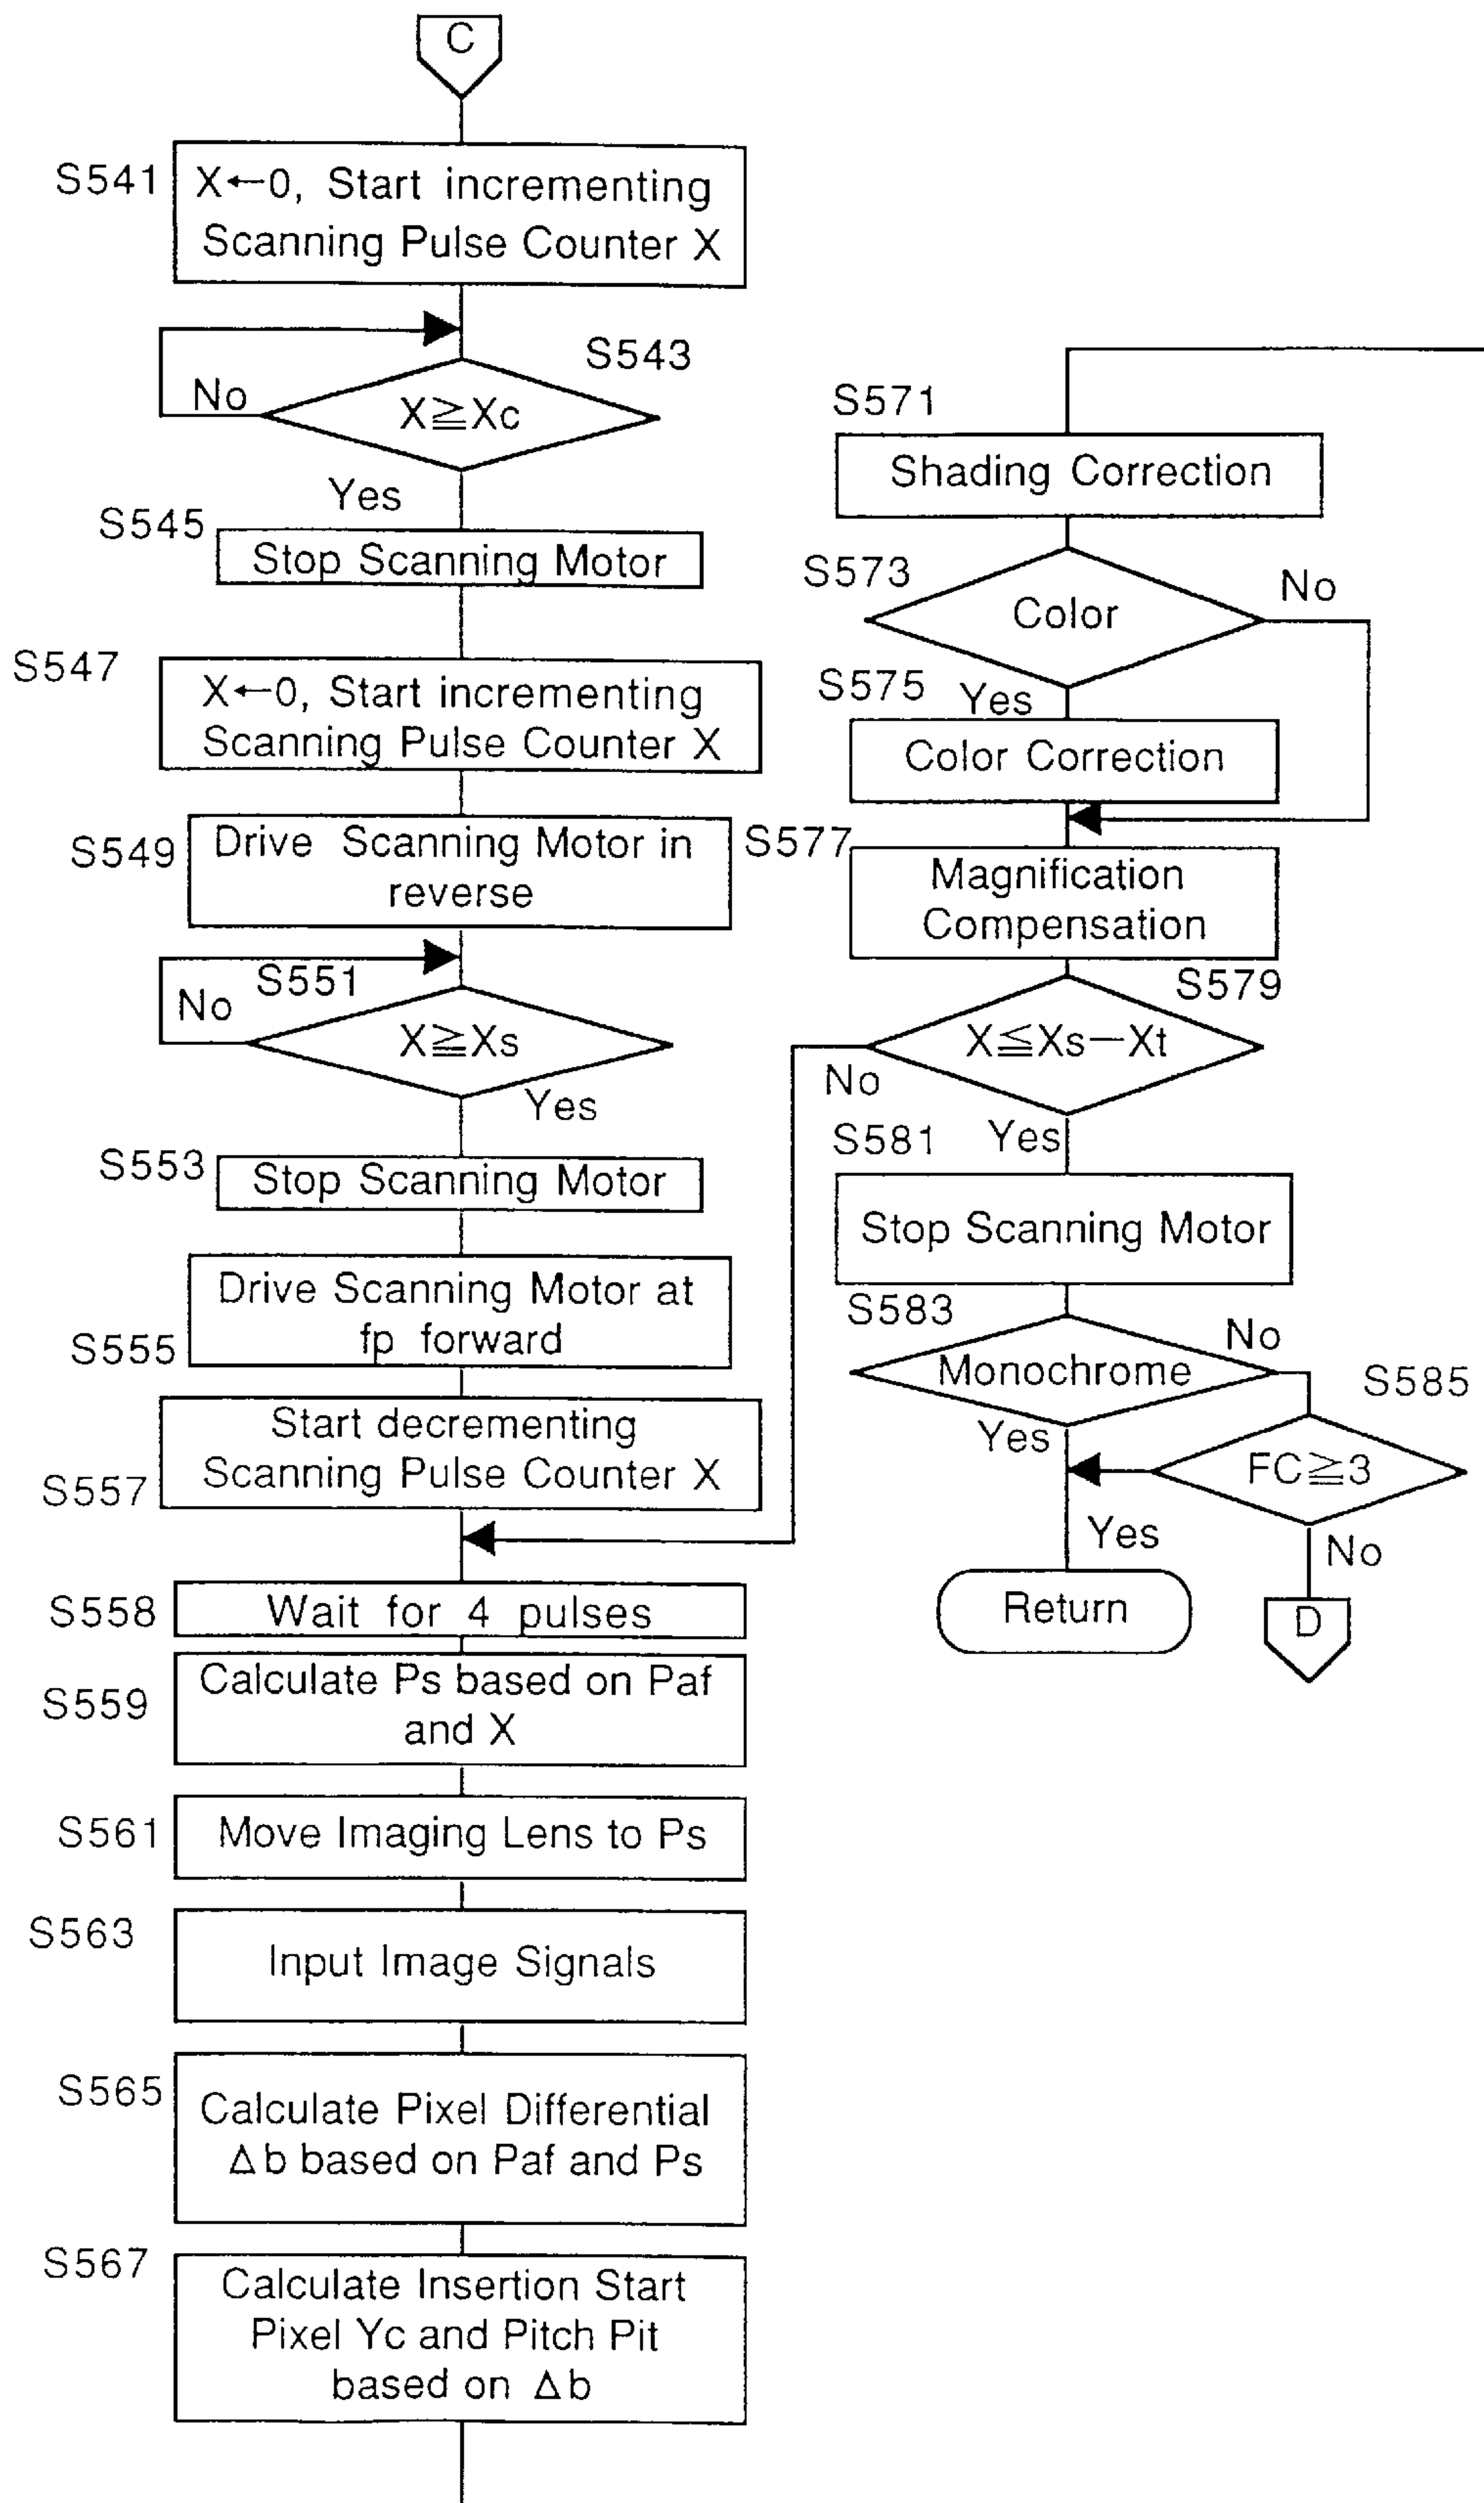 C
S541
X←0, Start incrementing
Scanning Pulse Counter X
S543
No
X≧Xc
Yes
S545
Stop Scanning Motor
S547
X←0, Start incrementing
Scanning Pulse Counter X
S549
Drive Scanning Motor in
reverse
S551
No
X≧Xs
Yes
S553
Stop Scanning Motor
Drive Scanning Motor at
fp forward
S555
Start decrementing
Scanning Pulse Counter X
S557
S558
Wait for 4 pulses
S559
Calculate Ps based on Paf
and X
S561
Move Imaging Lens to Ps
S563
Input Image Signals
S565
Calculate Pixel Differential
Δb based on Paf and Ps
S567
Calculate Insertion Start
Pixel Yc and Pitch Pit
based on Δb
S571
Shading Correction
S573
No
Color
S575
Yes
Color Correction
S577
Magnification
Compensation
S579
X≦Xs−Xt
No
S581
Yes
Stop Scanning Motor
S583
No
Monochrome
S585
Yes
FC≧3
Yes
No
Return
D